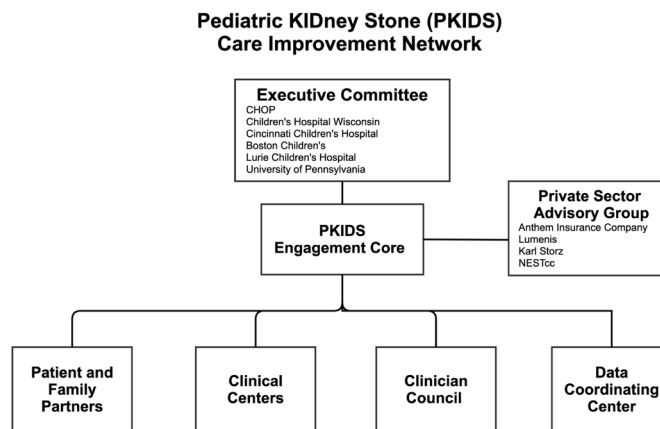 Pediatric KIDney Stone (PKIDS)
Care Improvement Network
Executive Committee
CHOP
Children's Hospital Wisconsin
Cincinnati Children's Hospital
Boston Children's
Lurie Children's Hospital
University of Pennsylvania
PKIDS
Engagement Core
Private Sector
Advisory Group
Anthem Insurance Company
Lumenis
Karl Storz
NESTcc
Patient and
Family
Partners
Clinical
Centers
Clinician
Council
Data
Coordinating
Center